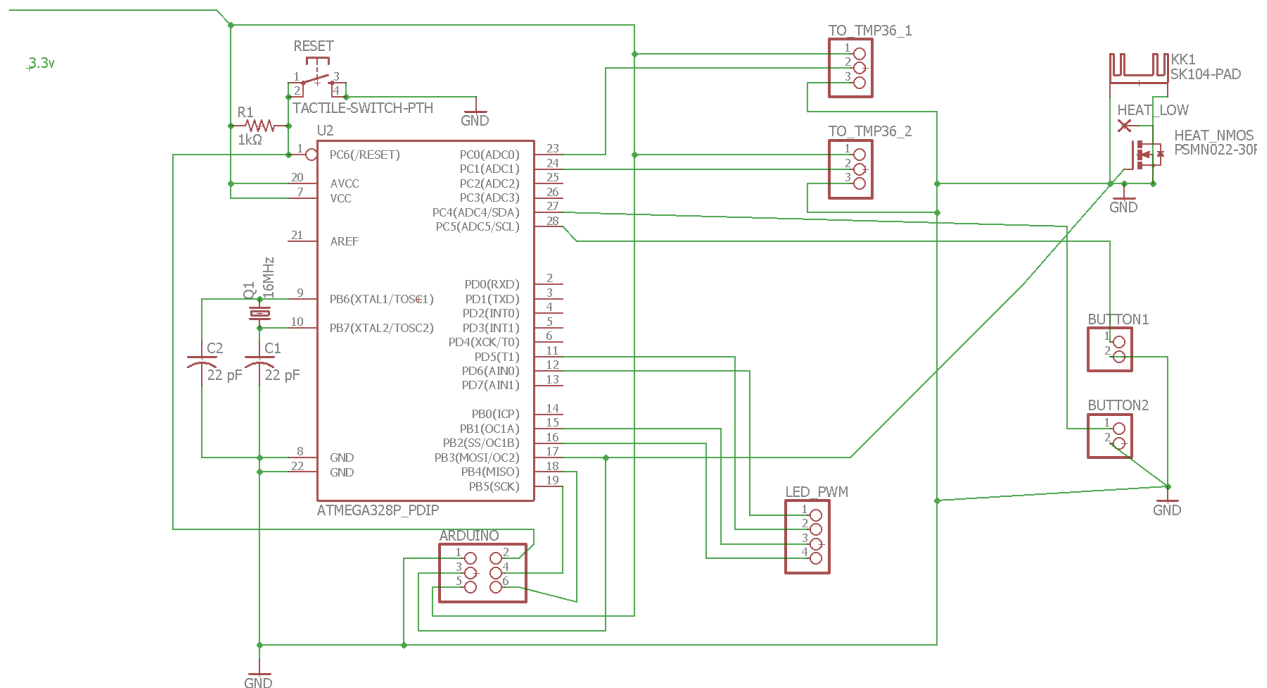 3.3v
RESET
1
3
2
4
TACTILE-SWITCH-PTH
GND
R1
1kΩ
U2
1
PC6(/RESET)
20
AVCC
7
VCC
21
AREF
9
PB6(XTAL1/TOSC1)
10
PB7(XTAL2/TOSC2)
8
GND
22
GND
PC0(ADC0)
23
PC1(ADC1)
24
PC2(ADC2)
25
PC3(ADC3)
26
PC4(ADC4/SDA)
27
PC5(ADC5/SCL)
28
PD0(RXD)
2
PD1(TXD)
3
PD2(INT0)
4
PD3(INT1)
5
PD4(XCK/T0)
6
PD5(T1)
11
PD6(AIN0)
12
PD7(AIN1)
13
PB0(ICP)
14
PB1(OC1A)
15
PB2(SS/OC1B)
16
PB3(MOSI/OC2)
17
PB4(MISO)
18
PB5(SCK)
19
ATMEGA328P_PDIP
Q1
16MHz
C2
22 pF
C1
22 pF
GND
ARDUINO
1
2
3
4
5
6
TO_TMP36_1
1
2
3
TO_TMP36_2
1
2
3
KK1
SK104-PAD
HEAT_LOW
HEAT_NMOS
PSMN022-30
GND
BUTTON1
1
2
BUTTON2
1
2
GND
LED_PWM
1
2
3
4